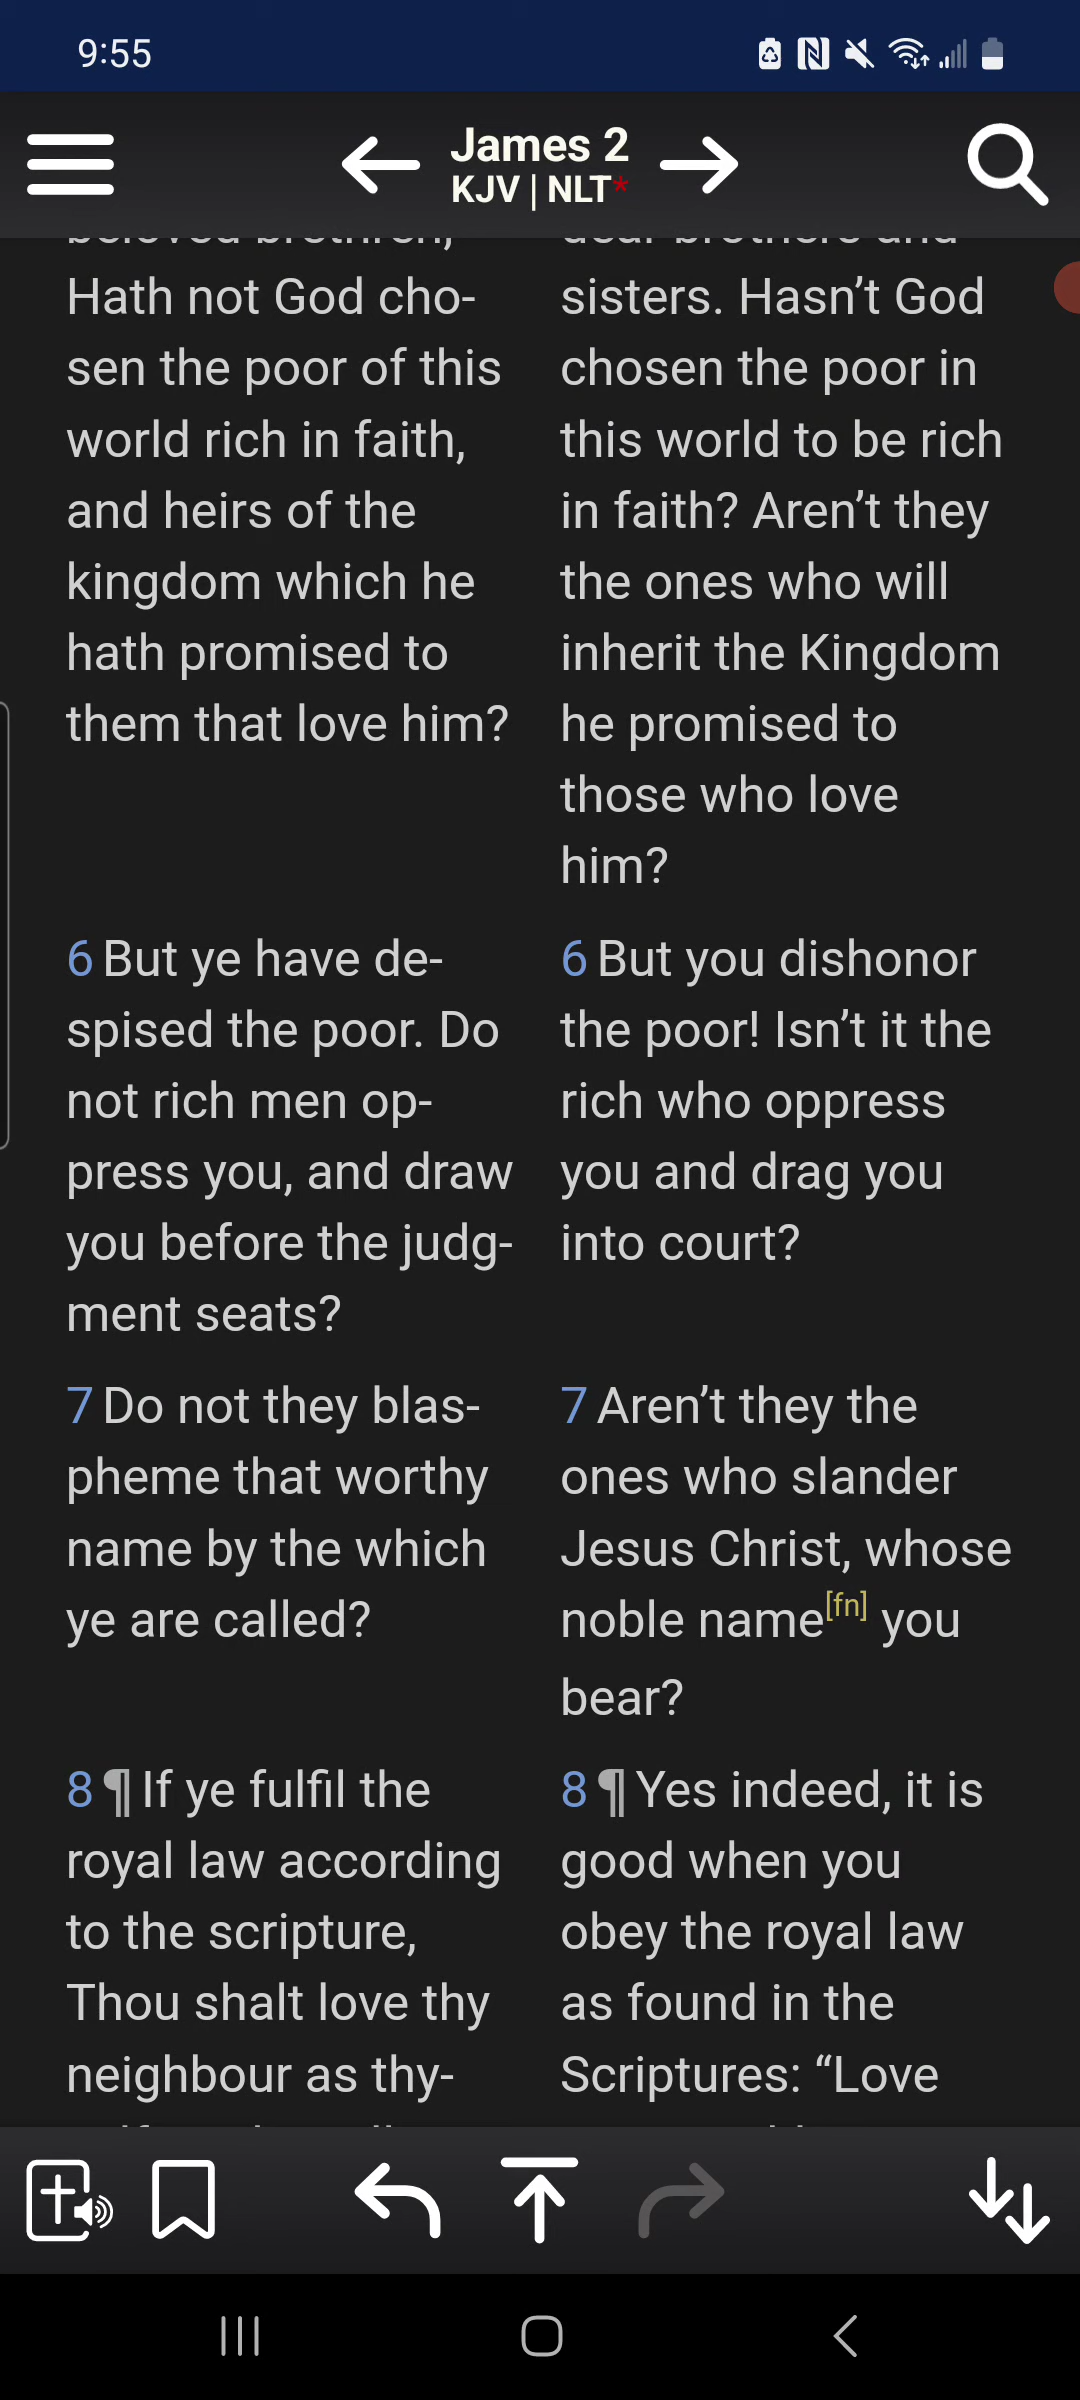 9:55
James 2
KJV | NLT*
beloved brethren,
Hath not God cho-
sen the poor of this
world rich in faith,
and heirs of the
kingdom which he
hath promised to
them that love him?
dear brothers and
sisters. Hasn’t God
chosen the poor in
this world to be rich
in faith? Aren’t they
the ones who will
inherit the Kingdom
he promised to
those who love
him?
6 But ye have de-
spised the poor. Do
not rich men op-
press you, and draw
you before the judg-
ment seats?
6 But you dishonor
the poor! Isn’t it the
rich who oppress
you and drag you
into court?
7 Do not they blas-
pheme that worthy
name by the which
ye are called?
7 Aren’t they the
ones who slander
Jesus Christ, whose
noble name[fn] you
bear?
8 ¶ If ye fulfil the
royal law according
to the scripture,
Thou shalt love thy
neighbour as thy-
8 ¶ Yes indeed, it is
good when you
obey the royal law
as found in the
Scriptures: “Love